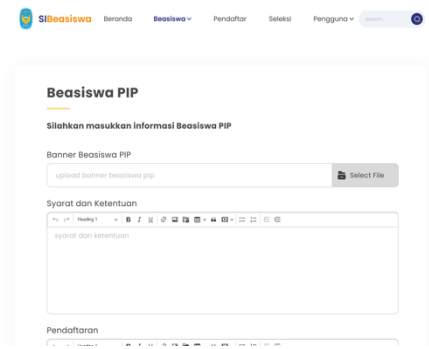 SIBeasiswa Beranda Beasiswa Pendaftar Seleksi Pengguna Search...
Beasiswa PIP
Silahkan masukkan informasi Beasiswa PIP
Banner Beasiswa PIP
upload banner beasiswa pip Select File
Syarat dan Ketentuan
Heading 1 B I U
syarat dan ketentuan
Pendaftaran